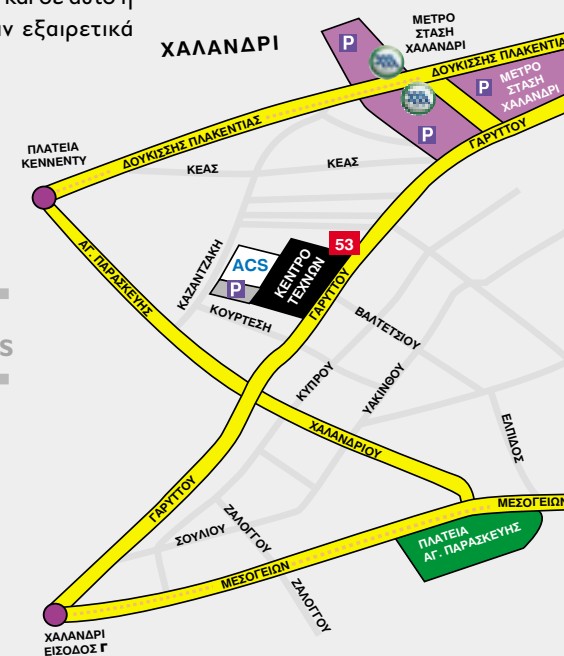 και σε αυτό η
ν εξαιρετικά
ΧΑΛΑΝΔΡΙ
ΜΕΤΡΟ
ΣΤΑΣΗ
ΧΑΛΑΝΔΡΙ
P
ΔΟΥΚΙΣΣΗΣ ΠΛΑΚΕΝΤΙΑ
P
ΜΕΤΡΟ
ΣΤΑΣΗ
ΧΑΛΑΝΔΡΙ
P
ΓΑΡΥΤΤΟΥ
ΠΛΑΤΕΙΑ
ΚΕΝΝΕΝΤΥ
ΔΟΥΚΙΣΣΗΣ ΠΛΑΚΕΝΤΙΑΣ
ΚΕΑΣ
ΚΕΑΣ
ΑΓ. ΠΑΡΑΣΚΕΥΗΣ
ΚΑΖΑΝΤΖΑΚΗ
ACS
P
ΚΕΝΤΡΟ
ΤΕΧΝΩΝ
53
ΓΑΡΥΤΤΟΥ
ΚΟΥΡΤΕΣΗ
ΒΑΛΤΕΤΣΙΟΥ
S
ΚΥΠΡΟΥ
ΥΑΚΙΝΘΟΥ
ΧΑΛΑΝΔΡΙΟΥ
ΕΛΠΙΔΟΣ
ΓΑΡΥΤΤΟΥ
ΜΕΣΟΓΕΙΩΝ
ΣΟΥΛΙΟΥ
ΖΑΛΟΓΓΟΥ
ΠΛΑΤΕΙΑ
ΑΓ. ΠΑΡΑΣΚΕΥΗΣ
ΜΕΣΟΓΕΙΩΝ
ΖΑΛΟΓΓΟΥ
ΧΑΛΑΝΔΡΙ
ΕΙΣΟΔΟΣ Γ